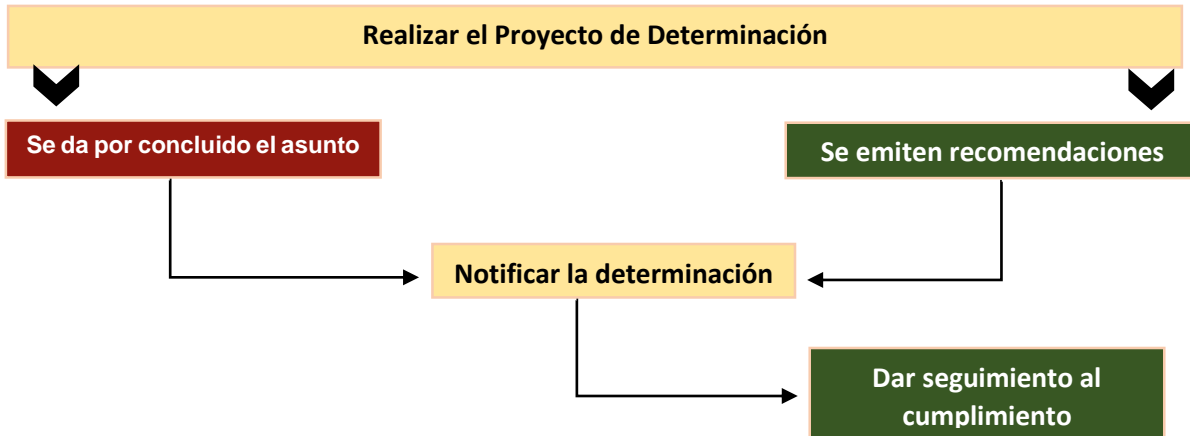 Realizar el Proyecto de Determinación
Se da por concluido el asunto
Se emiten recomendaciones
Notificar la determinación
Dar seguimiento al
cumplimiento